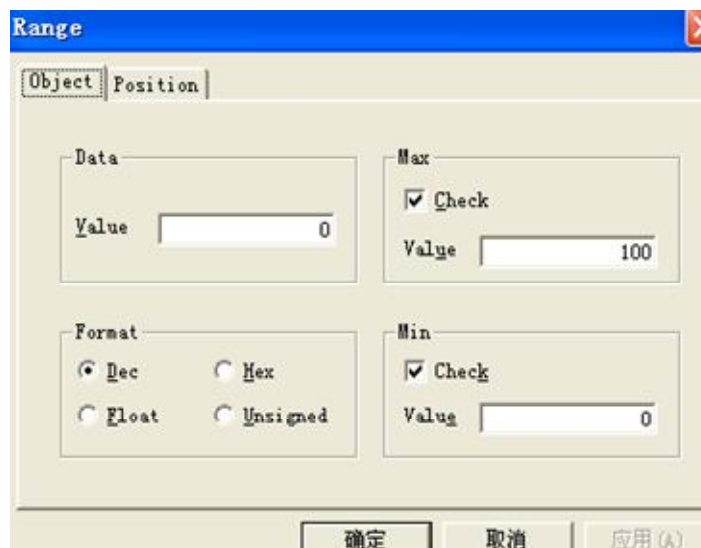 Range
Object Position
Data
Value 0
Max
Check
Value 100
Format
Dec Hex
Float Unsigned
Min
Check
Value 0
确定 取消 应用(A)